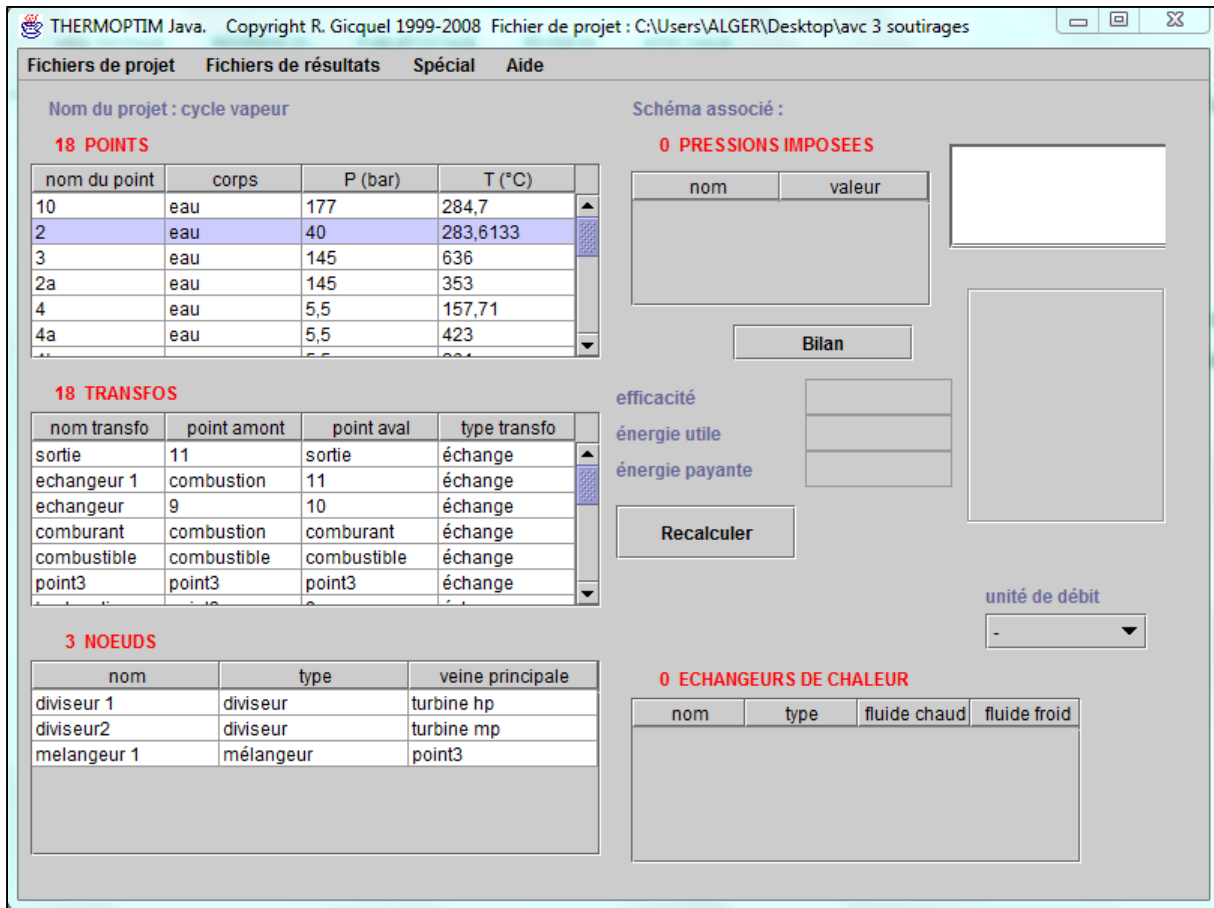 THERMOPTIM Java. Copyright R. Gicquel 1999-2008 Fichier de projet : C:\Users\ALGER\Desktop\avc 3 soutirages
Fichiers de projet Fichiers de résultats Spécial Aide
Nom du projet : cycle vapeur
Schéma associé :
18 POINTS
nom du point corps P (bar) T (°C)
10 eau 177 284,7
2 eau 40 283,6133
3 eau 145 636
2a eau 145 353
4 eau 5,5 157,71
4a eau 5,5 423
0 PRESSIONS IMPOSEES
nom valeur
Bilan
efficacité
énergie utile
énergie payante
Recalculer
18 TRANSFOS
nom transfo point amont point aval type transfo
sortie 11 sortie échange
echangeur 1 combustion 11 échange
echangeur 9 10 échange
comburant combustion comburant échange
combustible combustible combustible échange
point3 point3 point3 échange
unité de débit
-
3 NOEUDS
nom type veine principale
diviseur 1 diviseur turbine hp
diviseur2 diviseur turbine mp
melangeur 1 mélangeur point3
0 ECHANGEURS DE CHALEUR
nom type fluide chaud fluide froid